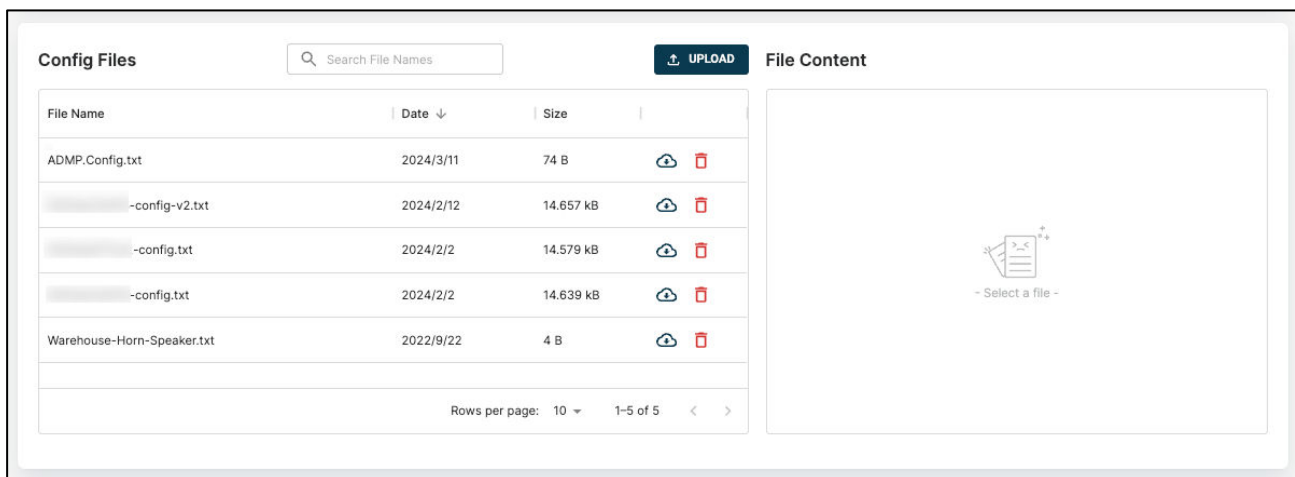 Config Files
Search File Names
UPLOAD
File Content
File Name Date Size
ADMP.Config.txt 2024/3/11 74 B
-config-v2.txt 2024/2/12 14.657 kB
-config.txt 2024/2/2 14.579 kB
-config.txt 2024/2/2 14.639 kB
Warehouse-Horn-Speaker.txt 2022/9/22 4 B
Rows per page: 10 1–5 of 5
- Select a file -